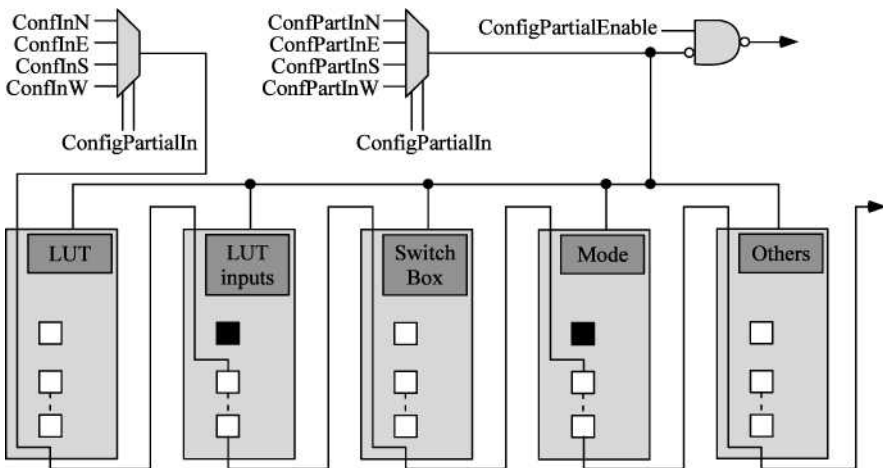 ConfInN
ConfInE
ConfInS
ConfInW
ConfigPartialIn
ConfPartInN
ConfPartInE
ConfPartInS
ConfPartInW
ConfigPartialIn
ConfigPartialEnable
LUT
LUT
inputs
Switch
Box
Mode
Others